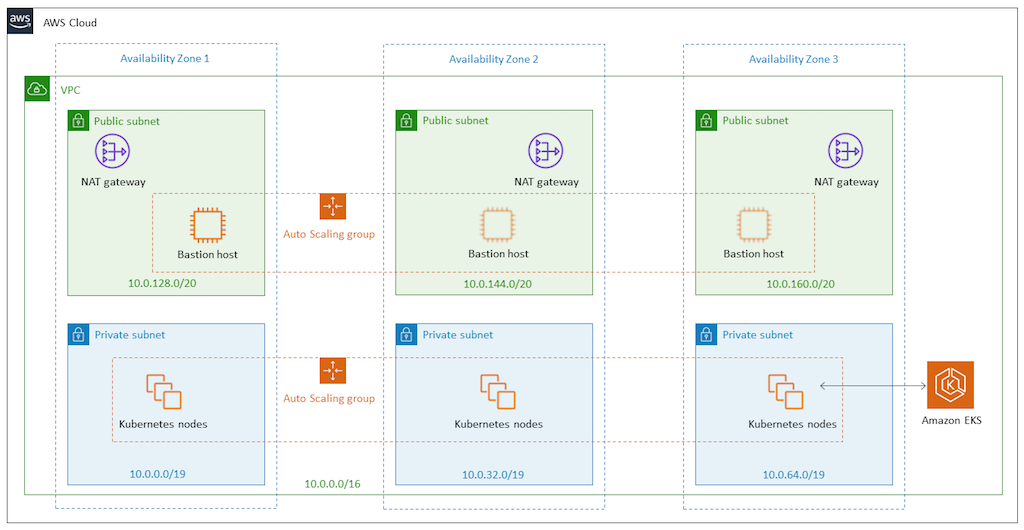 aws
AWS Cloud
Availability Zone 1
Availability Zone 2
Availability Zone 3
VPC
Public subnet
Public subnet
Public subnet
NAT gateway
NAT gateway
NAT gateway
Auto Scaling group
Bastion host
Bastion host
Bastion host
10.0.128.0/20
10.0.144.0/20
10.0.160.0/20
Private subnet
Private subnet
Private subnet
Auto Scaling group
Kubernetes nodes
Kubernetes nodes
Kubernetes nodes
K
Amazon EKS
10.0.0.0/19
10.0.32.0/19
10.0.64.0/19
10.0.0.0/16